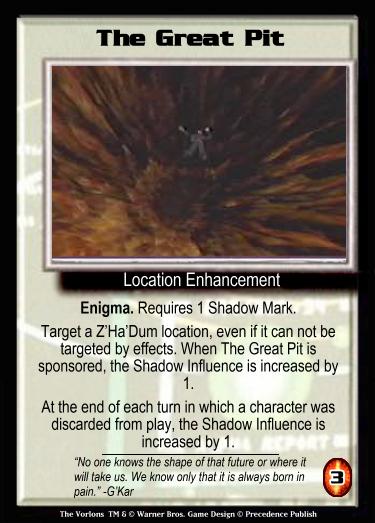 The Great Pit
Location Enhancement
Enigma. Requires 1 Shadow Mark.
Target a Z'Ha'Dum location, even if it can not be
targeted by effects. When The Great Pit is
sponsored, the Shadow Influence is increased by
1.
At the end of each turn in which a character was
discarded from play, the Shadow Influence is
increased by 1.
"No one knows the shape of that future or where it
will take us. We know only that it is always born in
pain." -G'Kar
3
The Vorlons TM & © Warner Bros. Game Design © Precedence Publish